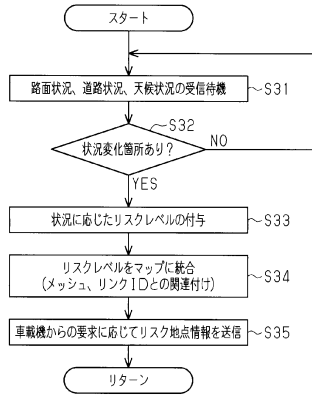 スタート
路面状況、道路状況、天候状況の受信待機
S31
S32
状況変化箇所あり?
NO
YES
状況に応じたリスクレベルの付与
S33
リスクレベルをマップに統合
(メッシュ、リンクIDとの関連付け)
S34
車載機からの要求に応じてリスク地点情報を送信
S35
リターン